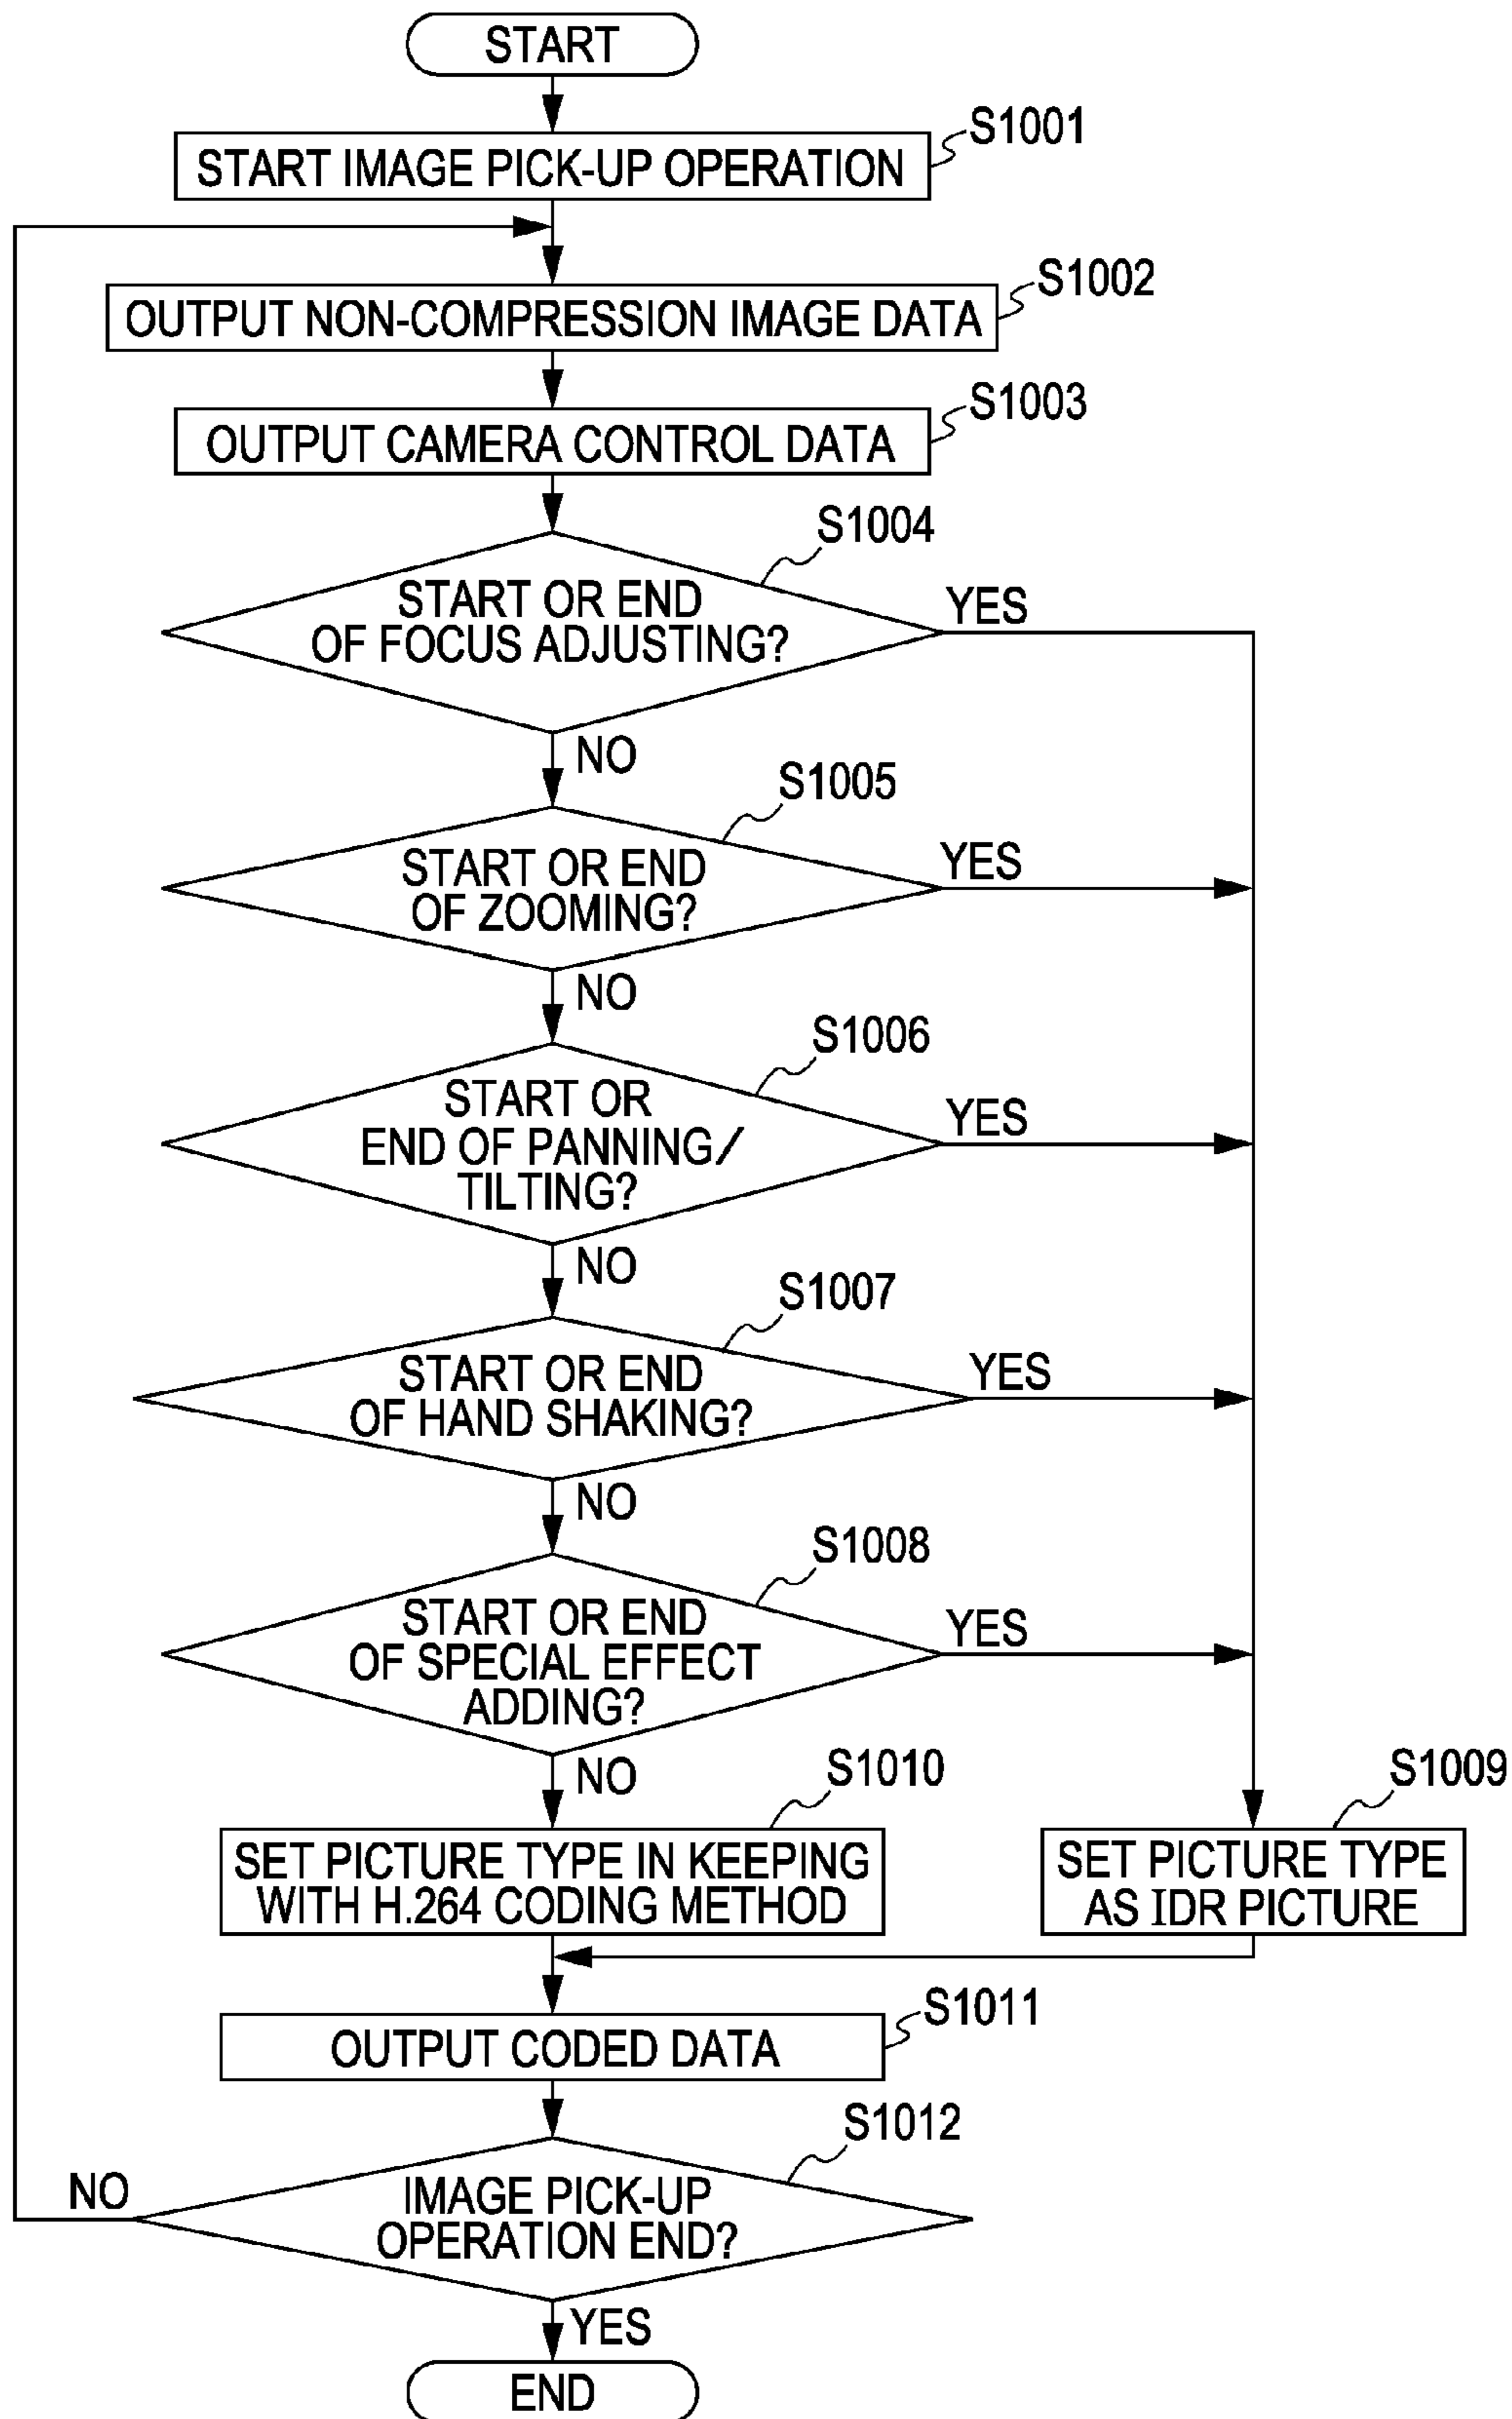 START
S1001
START IMAGE PICK-UP OPERATION
S1002
OUTPUT NON-COMPRESSION IMAGE DATA
S1003
OUTPUT CAMERA CONTROL DATA
S1004
START OR END
OF FOCUS ADJUSTING?
YES
NO
S1005
START OR END
OF ZOOMING?
YES
NO
S1006
START OR
END OF PANNING/
TILTING?
YES
NO
S1007
START OR END
OF HAND SHAKING?
YES
NO
S1008
START OR END
OF SPECIAL EFFECT
ADDING?
YES
NO
S1010
SET PICTURE TYPE IN KEEPING
WITH H.264 CODING METHOD
S1009
SET PICTURE TYPE
AS IDR PICTURE
S1011
OUTPUT CODED DATA
S1012
IMAGE PICK-UP
OPERATION END?
NO
YES
END